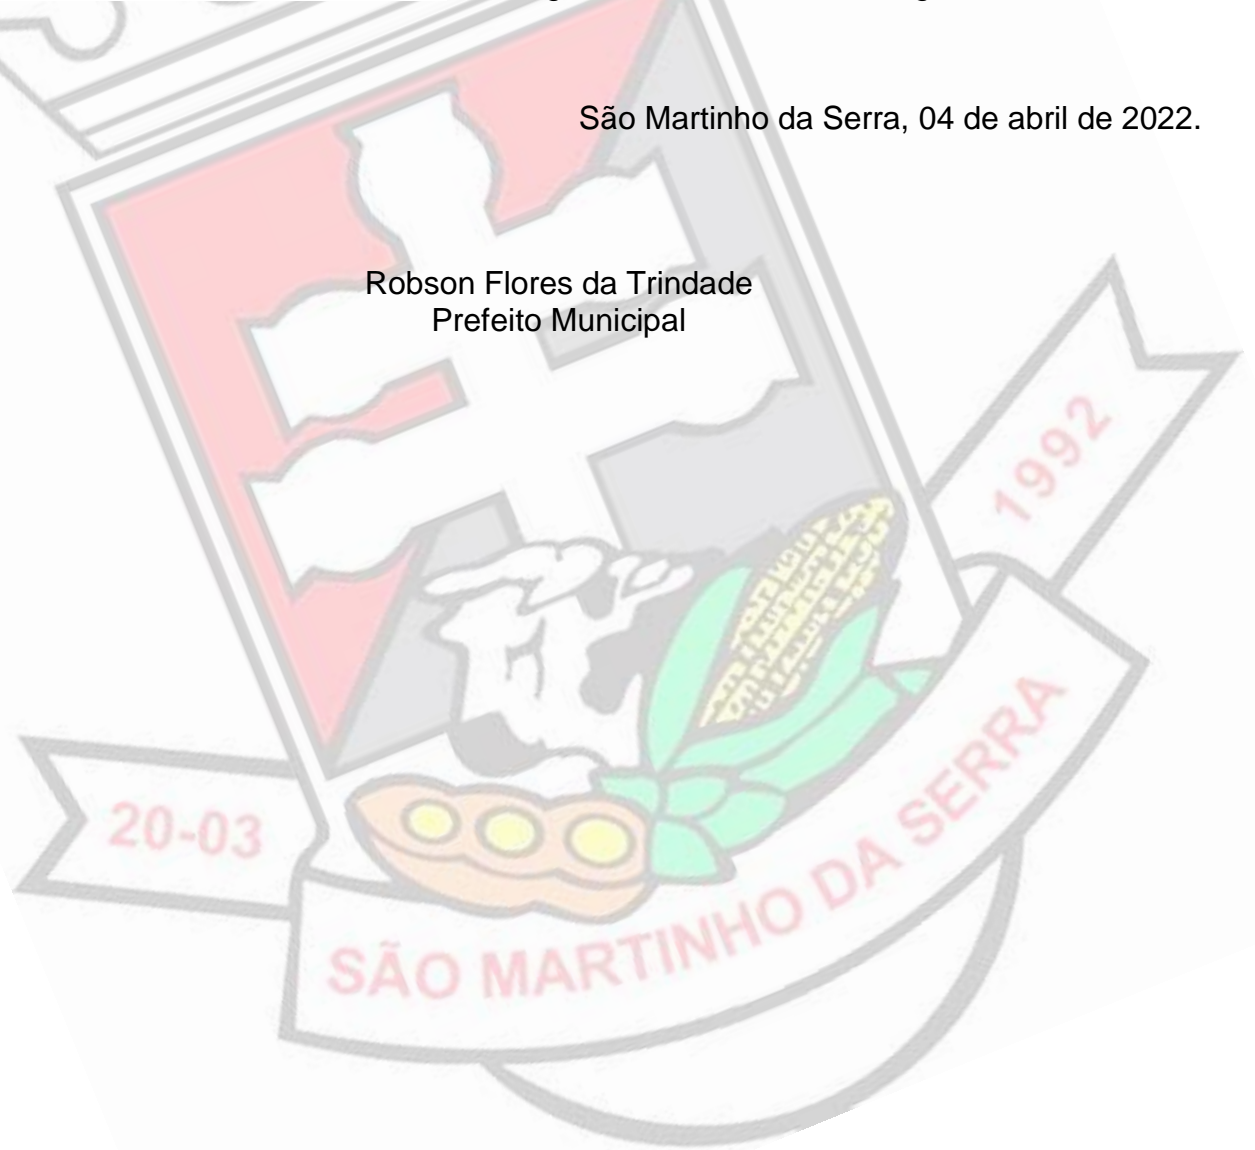 São Martinho da Serra, 04 de abril de 2022.
Robson Flores da Trindade
Prefeito Municipal
1992
20-03
SÃO MARTINHO DA SERRA